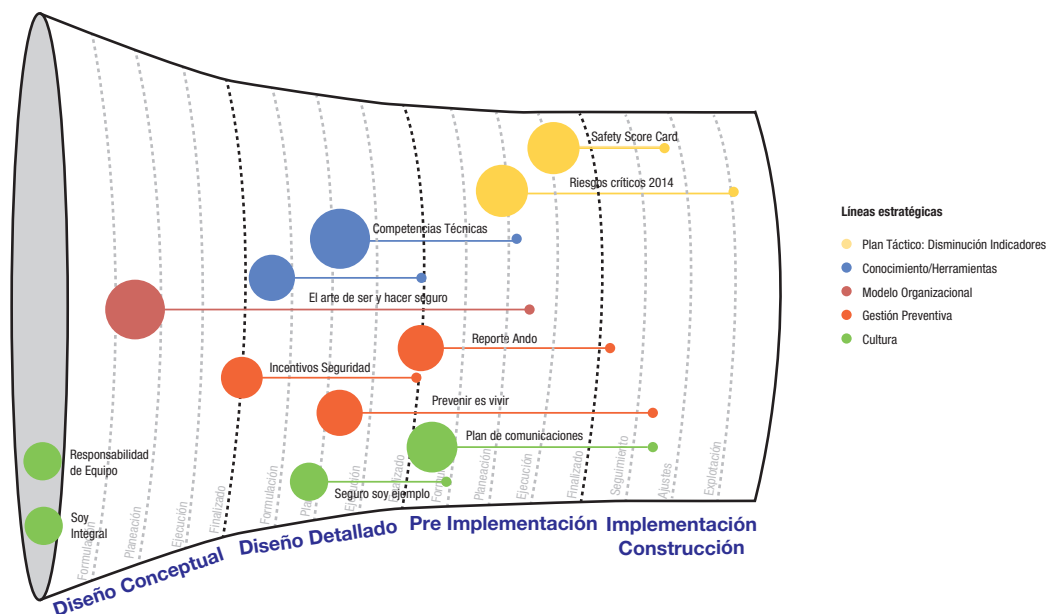 Safety Score Card
Riesgos críticos 2014
Competencias Técnicas
El arte de ser y hacer seguro
Reporte Ando
Incentivos Seguridad
Prevenir es vivir
Plan de comunicaciones
Seguro soy ejemplo
Responsabilidad
de Equipo
Soy
Integral
Formulación
Planeación
Ejecución
Finalizado
Formulación
Ejecución
Finalizado
Planeación
Ejecución
Finalizado
Seguimiento
Ajustes
Explotación
Diseño Conceptual
Diseño Detallado
Pre Implementación
Implementación
Construcción
Líneas estratégicas
Plan Táctico: Disminución Indicadores
Conocimiento/Herramientas
Modelo Organizacional
Gestión Preventiva
Cultura